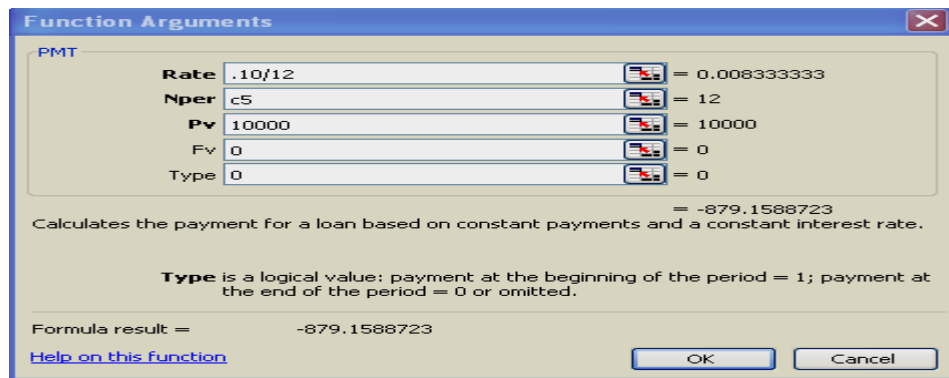 Function Arguments
PMT
Rate .10/12 = 0.008333333
Nper c5 = 12
Pv 10000 = 10000
Fv 0 = 0
Type 0 = 0
= -879.1588723
Calculates the payment for a loan based on constant payments and a constant interest rate.
Type is a logical value: payment at the beginning of the period = 1; payment at
the end of the period = 0 or omitted.
Formula result = -879.1588723
Help on this function OK Cancel